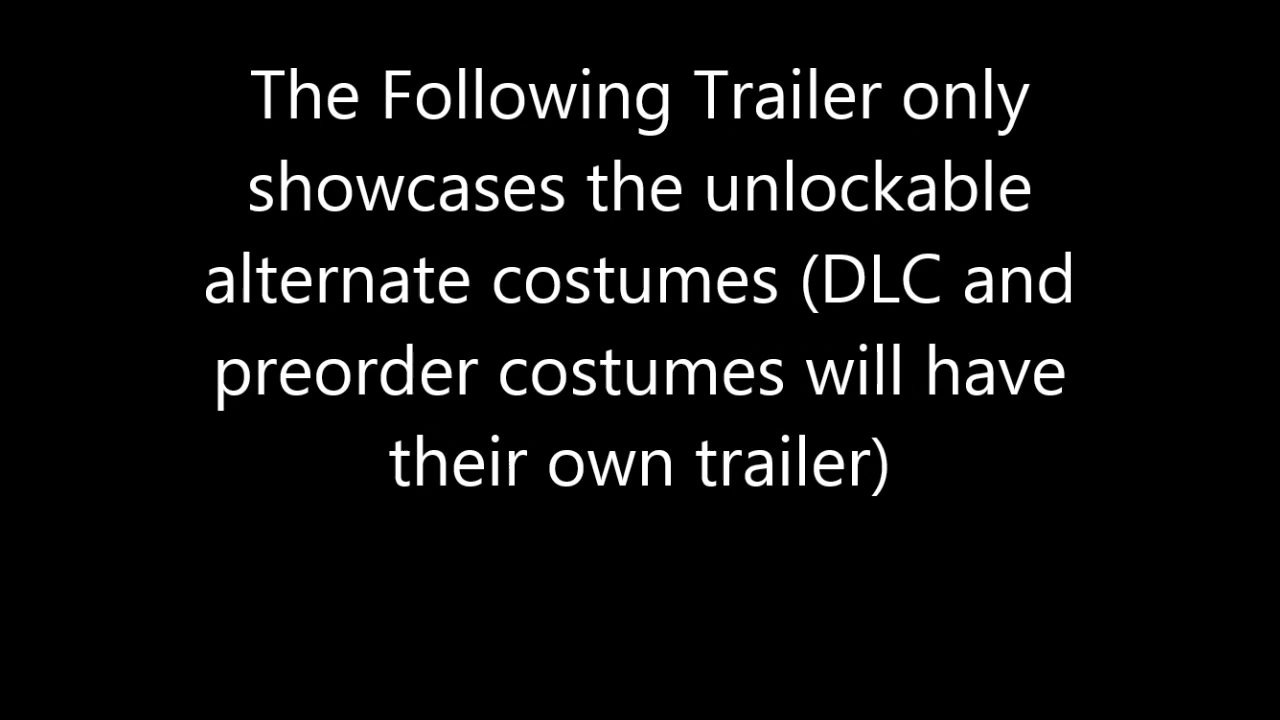 The Following Trailer only
showcases the unlockable
alternate costumes (DLC and
preorder costumes will have
their own trailer)